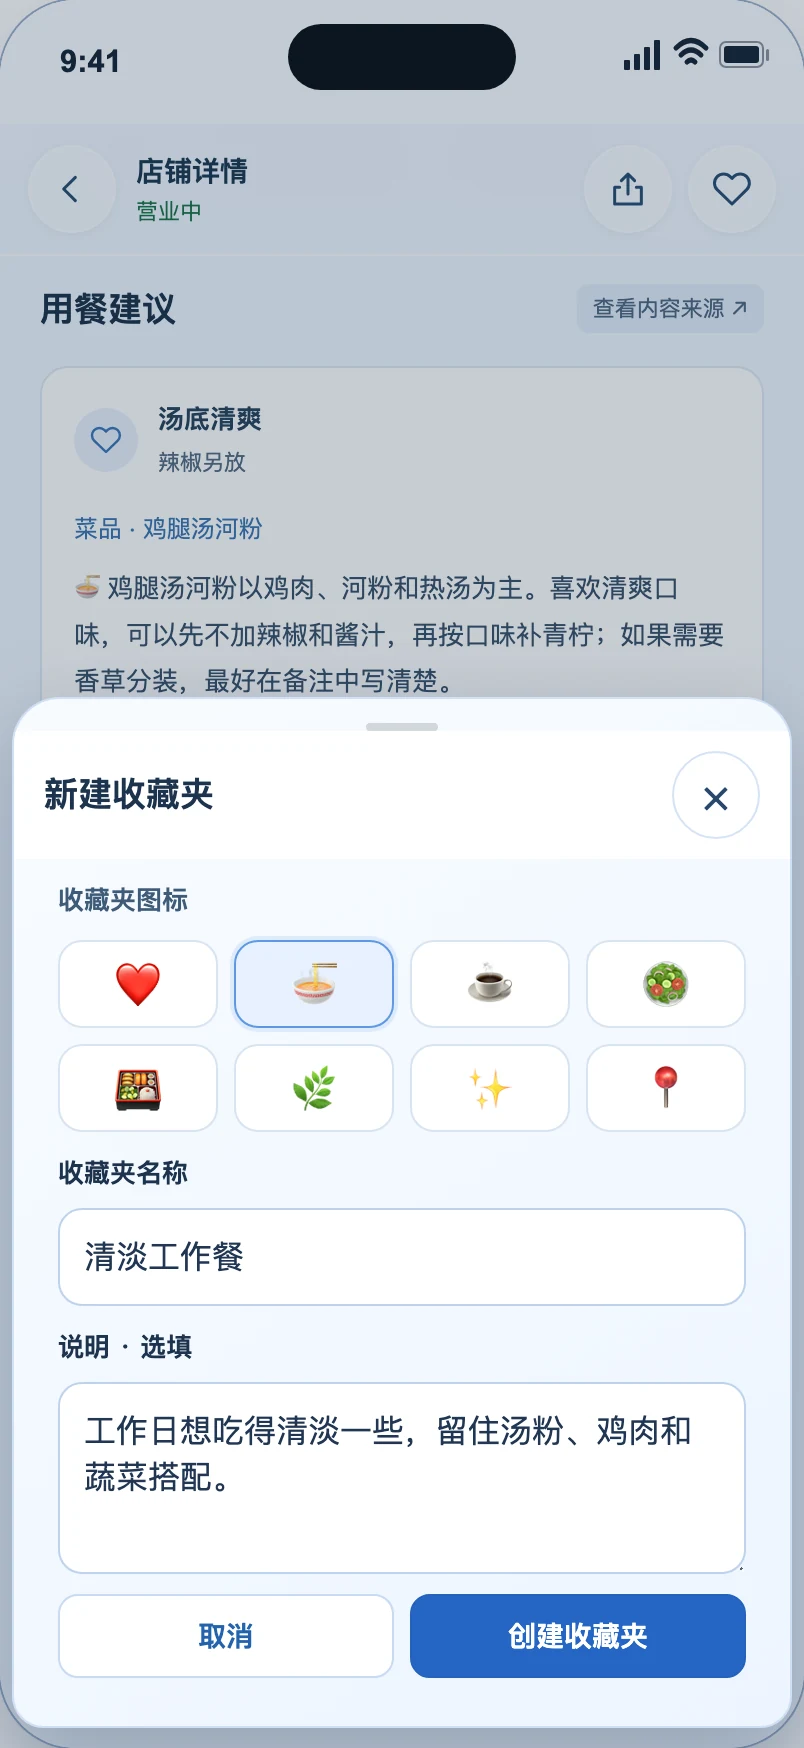 9:41
店铺详情
营业中
用餐建议
查看内容来源
汤底清爽
辣椒另放
菜品 · 鸡腿汤河粉
鸡腿汤河粉以鸡肉、河粉和热汤为主。喜欢清爽口
味，可以先不加辣椒和酱汁，再按口味补青柠；如果需要
香草分装，最好在备注中写清楚。
新建收藏夹
收藏夹图标
收藏夹名称
清淡工作餐
说明 · 选填
工作日想吃得清淡一些，留住汤粉、鸡肉和
蔬菜搭配。
取消
创建收藏夹